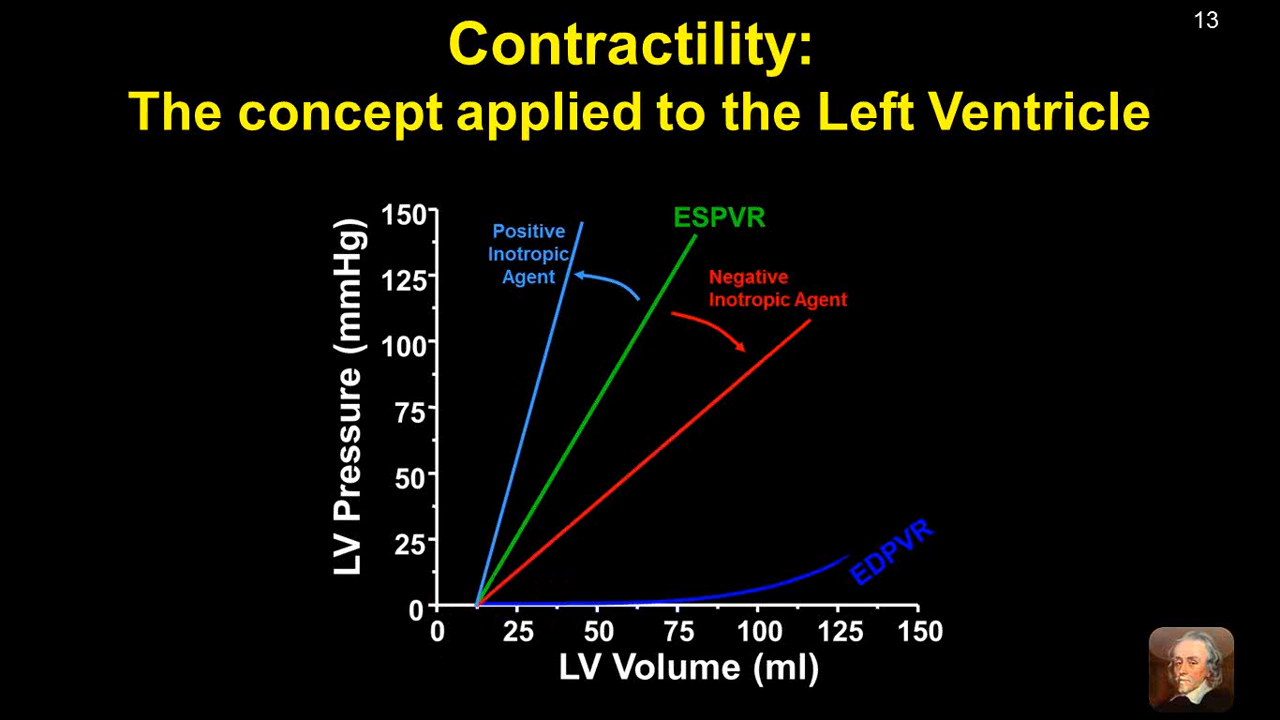 13
Contractility:
The concept applied to the Left Ventricle
LV Pressure (mmHg)
150
125
100
75
50
25
0
Positive
Inotropic
Agent
ESPVR
Negative
Inotropic Agent
EDPVR
0 25 50 75 100 125 150
LV Volume (ml)